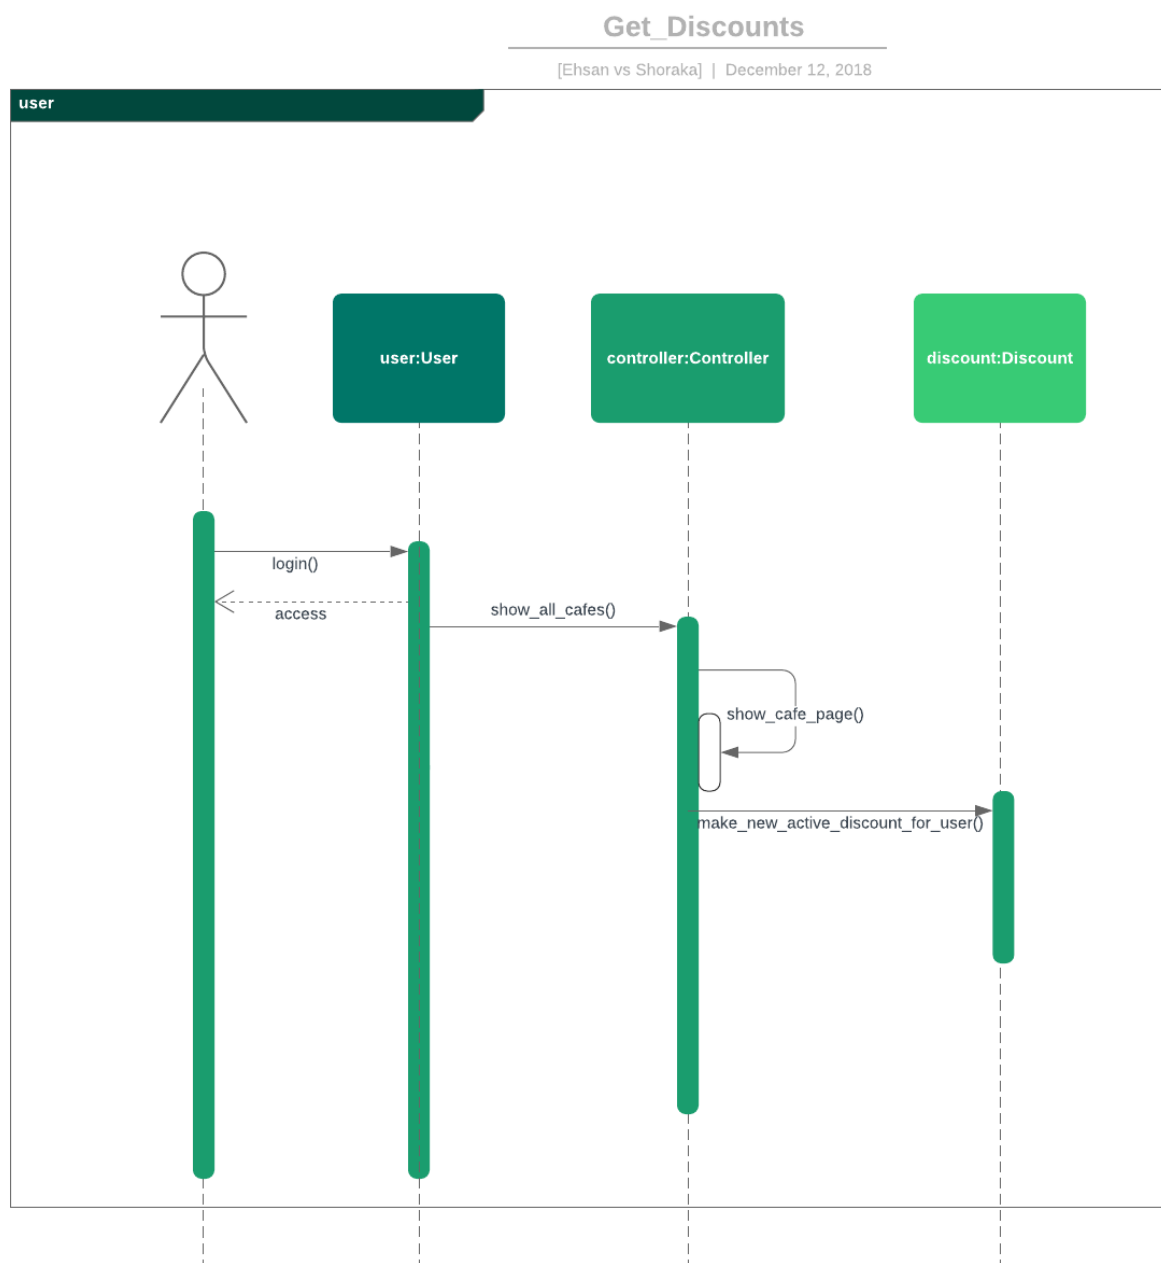 Get_Discounts
[Ehsan vs Shoraka] | December 12, 2018
user
user:User
controller:Controller
discount:Discount
login()
access
show_all_cafes()
show_cafe_page()
make_new_active_discount_for_user()